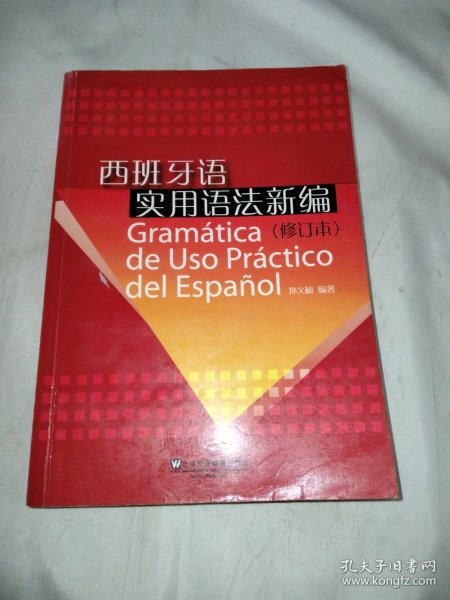 西班牙语
实用语法新编
Gramática (修订本)
de Uso Práctico
del Español 孙义桢 编著
孔夫子旧书网
www.kongfz.com